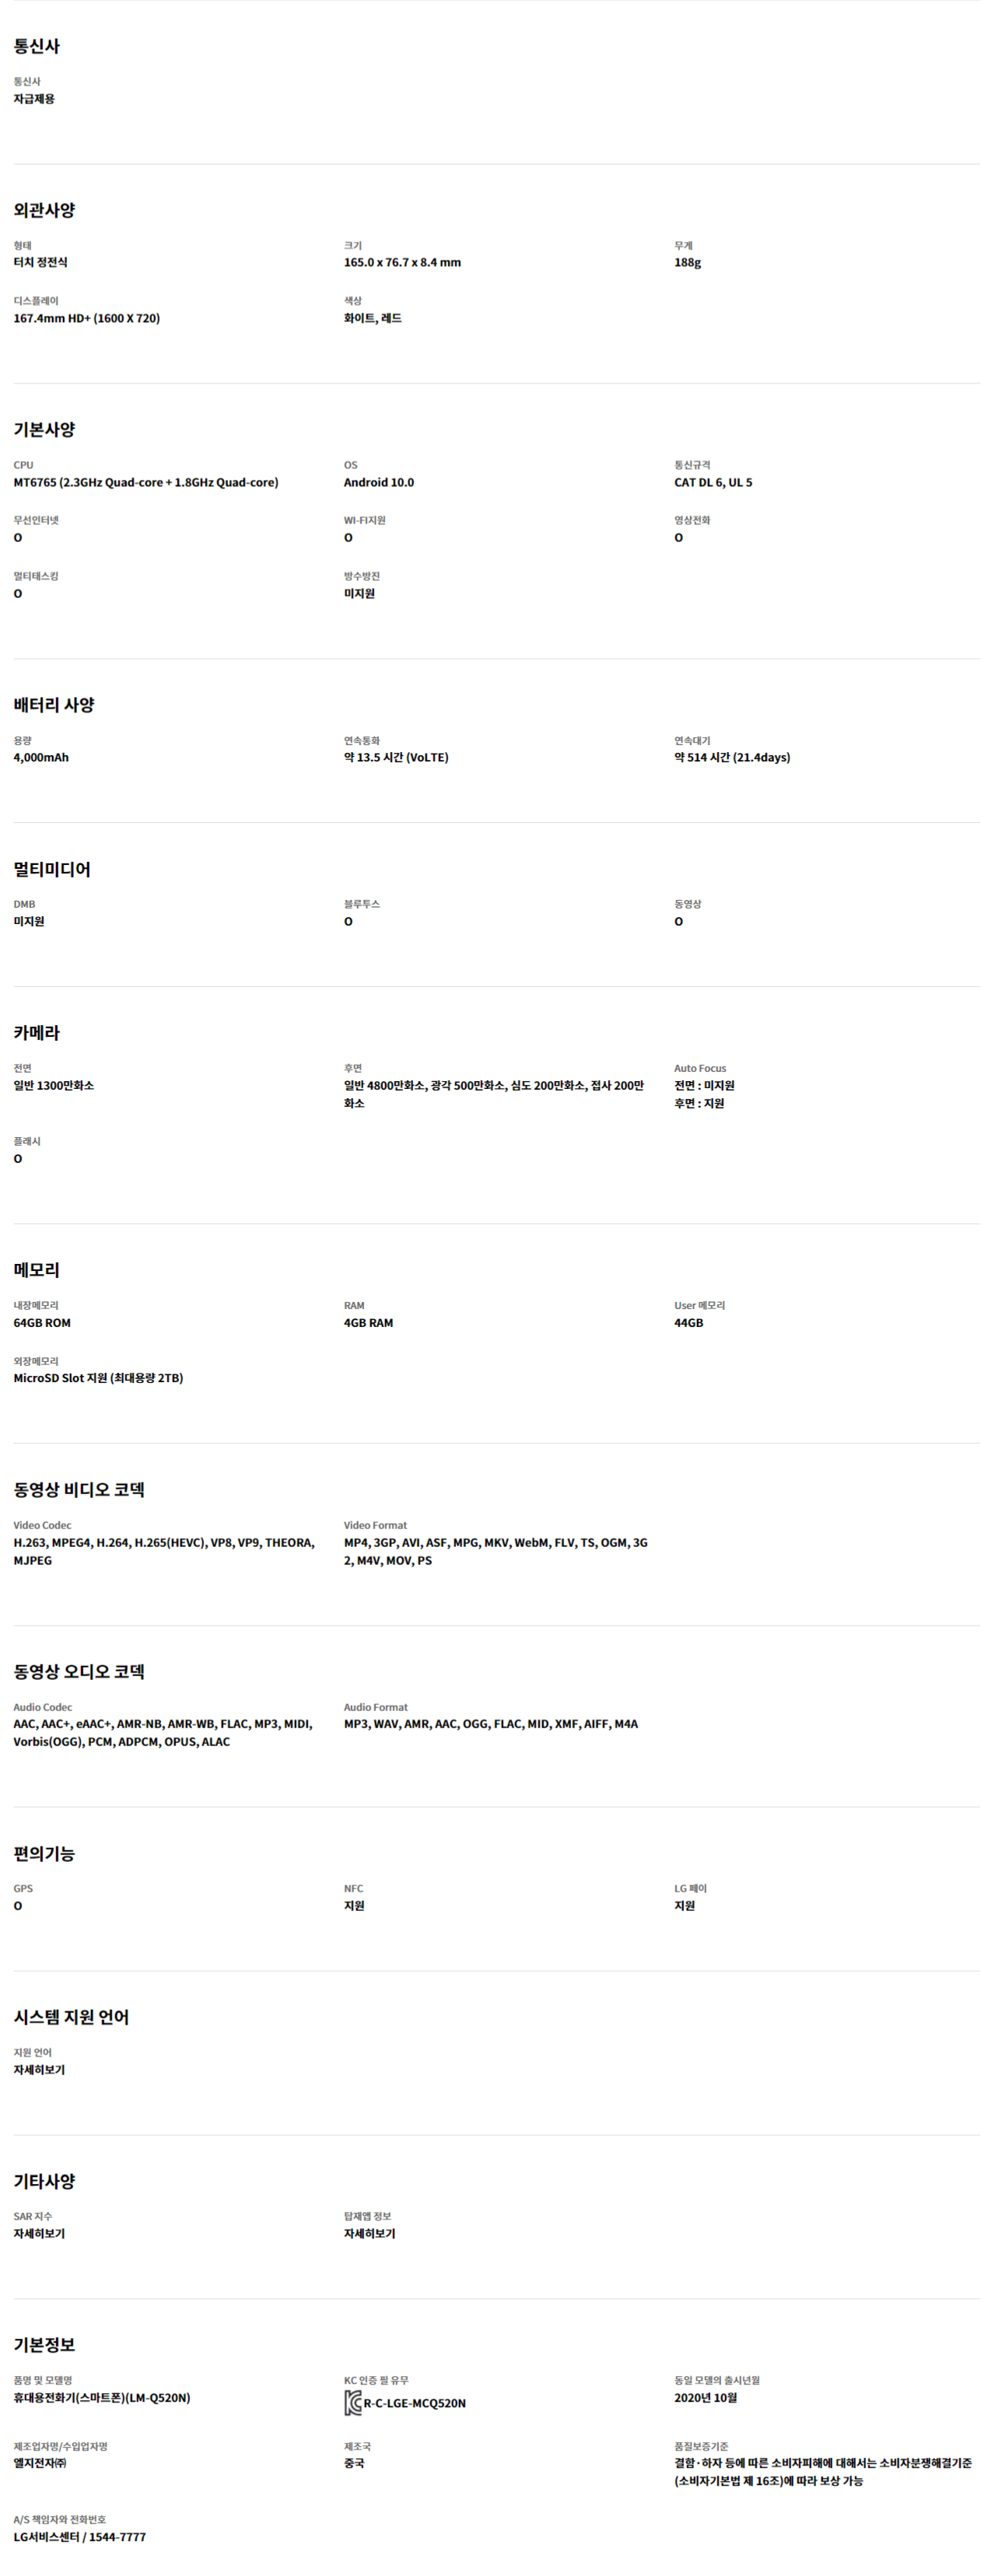 통신사
통신사
자급제용
외관사양
형태
터치 정전식
크기
165.0 x 76.7 x 8.4 mm
무게
188g
디스플레이
167.4mm HD+ (1600 X 720)
색상
화이트, 레드
기본사양
CPU
MT6765 (2.3GHz Quad-core + 1.8GHz Quad-core)
OS
Android 10.0
통신규격
CAT DL 6, UL 5
무선인터넷
O
WI-FI지원
O
영상전화
O
멀티태스킹
O
방수방진
미지원
배터리 사양
용량
4,000mAh
연속통화
약 13.5 시간 (VoLTE)
연속대기
약 514 시간 (21.4days)
멀티미디어
DMB
미지원
블루투스
O
동영상
O
카메라
전면
일반 1300만화소
후면
일반 4800만화소, 광각 500만화소, 심도 200만화소, 접사 200만
화소
Auto Focus
전면 : 미지원
후면 : 지원
플래시
O
메모리
내장메모리
64GB ROM
RAM
4GB RAM
User 메모리
44GB
외장메모리
MicroSD Slot 지원 (최대용량 2TB)
동영상 비디오 코덱
Video Codec
H.263, MPEG4, H.264, H.265(HEVC), VP8, VP9, THEORA,
MJPEG
Video Format
MP4, 3GP, AVI, ASF, MPG, MKV, WebM, FLV, TS, OGM, 3G
2, M4V, MOV, PS
동영상 오디오 코덱
Audio Codec
AAC, AAC+, eAAC+, AMR-NB, AMR-WB, FLAC, MP3, MIDI,
Vorbis(OGG), PCM, ADPCM, OPUS, ALAC
Audio Format
MP3, WAV, AMR, AAC, OGG, FLAC, MID, XMF, AIFF, M4A
편의기능
GPS
O
NFC
지원
LG 페이
지원
시스템 지원 언어
지원 언어
자세히보기
기타사양
SAR 지수
자세히보기
탑재앱 정보
자세히보기
기본정보
품명 및 모델명
휴대용전화기(스마트폰)(LM-Q520N)
KC 인증 필 유무
R-C-LGE-MCQ520N
동일 모델의 출시년월
2020년 10월
제조업자명/수입업자명
엘지전자㈜
제조국
중국
품질보증기준
결함·하자 등에 따른 소비자피해에 대해서는 소비자분쟁해결기준
(소비자기본법 제 16조)에 따라 보상 가능
A/S 책임자와 전화번호
LG서비스센터 / 1544-7777